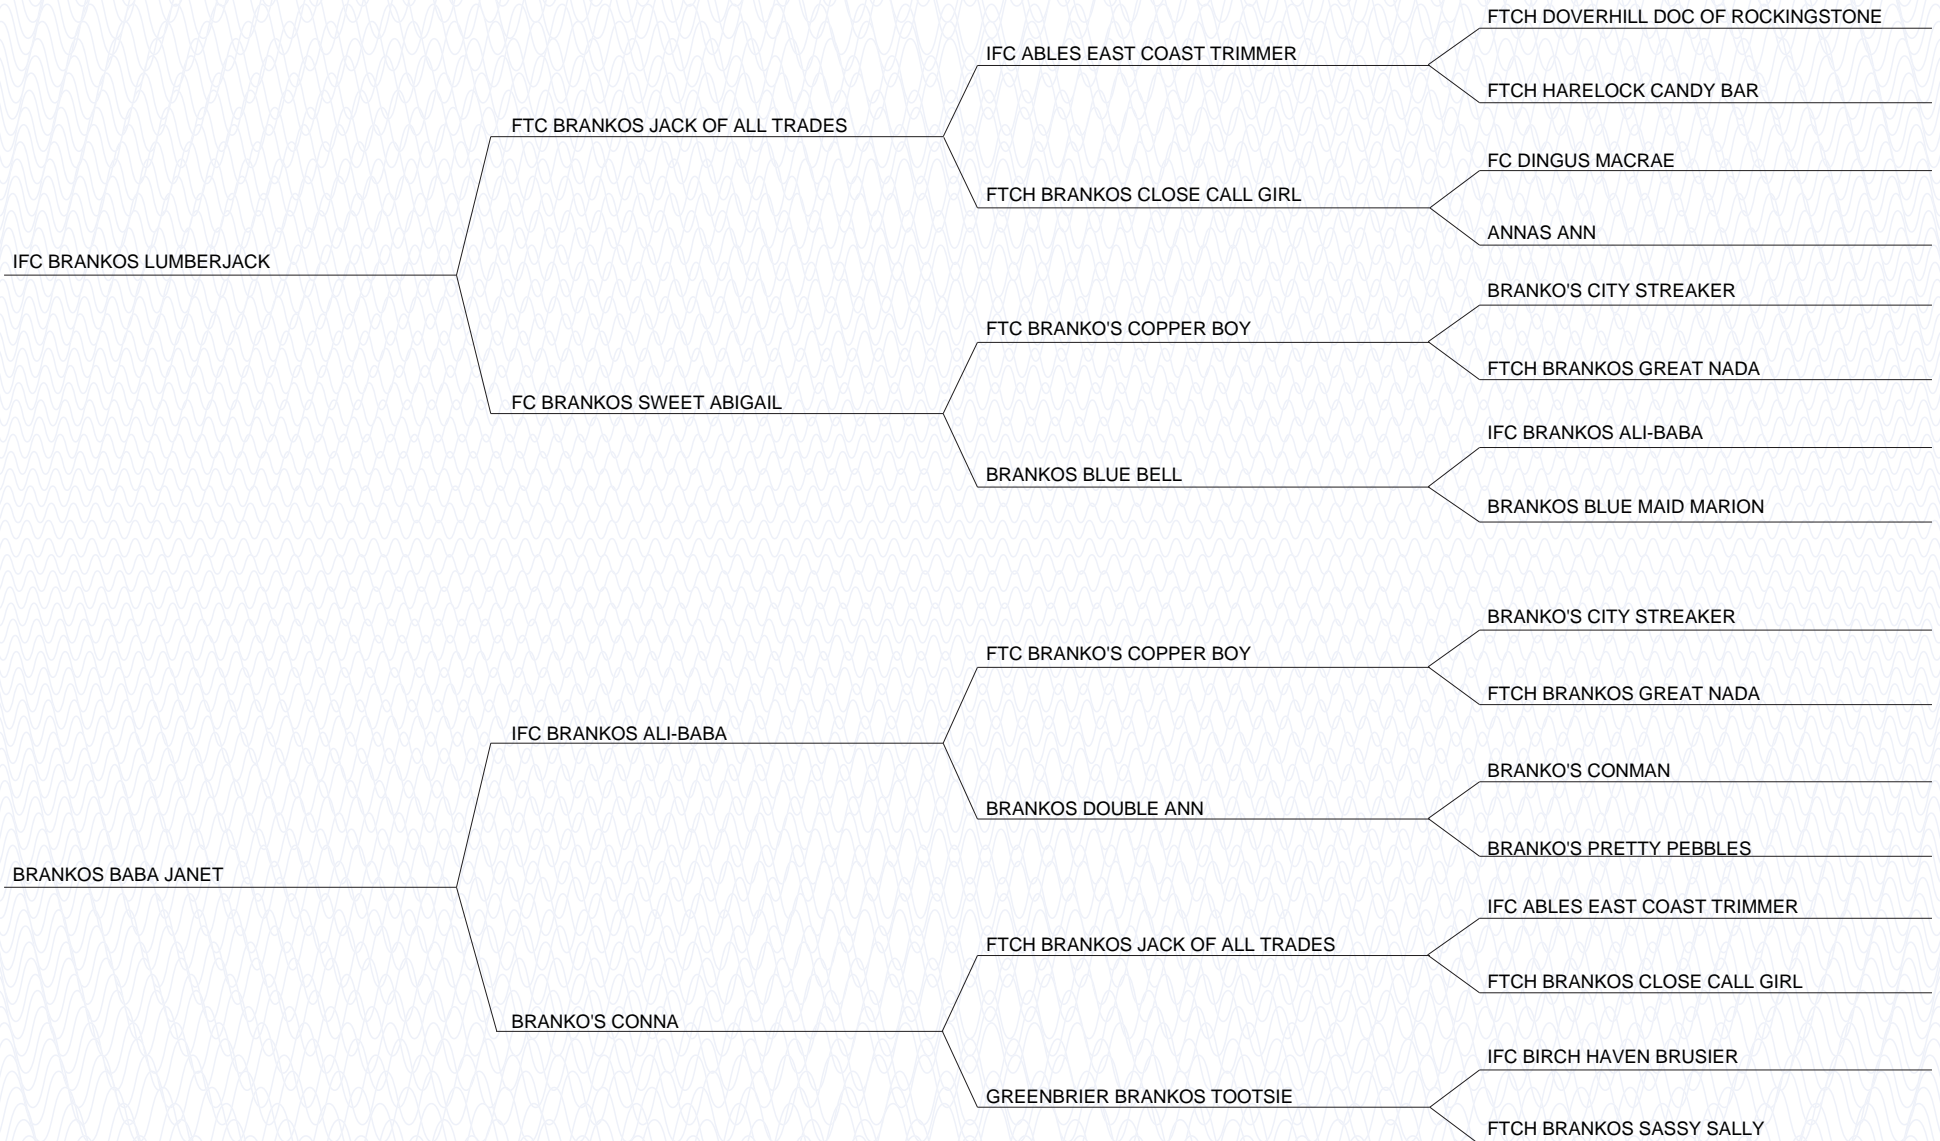 FTCH DOVERHILL DOC OF ROCKINGSTONE
IFC ABLES EAST COAST TRIMMER
FTCH HARELOCK CANDY BAR
FTC BRANKOS JACK OF ALL TRADES
FC DINGUS MACRAE
FTCH BRANKOS CLOSE CALL GIRL
ANNAS ANN
IFC BRANKOS LUMBERJACK
BRANKO'S CITY STREAKER
FTC BRANKO'S COPPER BOY
FTCH BRANKOS GREAT NADA
FC BRANKOS SWEET ABIGAIL
IFC BRANKOS ALI-BABA
BRANKOS BLUE BELL
BRANKOS BLUE MAID MARION
BRANKO'S CITY STREAKER
FTC BRANKO'S COPPER BOY
FTCH BRANKOS GREAT NADA
IFC BRANKOS ALI-BABA
BRANKO'S CONMAN
BRANKOS DOUBLE ANN
BRANKO'S PRETTY PEBBLES
BRANKOS BABA JANET
IFC ABLES EAST COAST TRIMMER
FTCH BRANKOS JACK OF ALL TRADES
FTCH BRANKOS CLOSE CALL GIRL
BRANKO'S CONNA
IFC BIRCH HAVEN BRUSIER
GREENBRIER BRANKOS TOOTSIE
FTCH BRANKOS SASSY SALLY